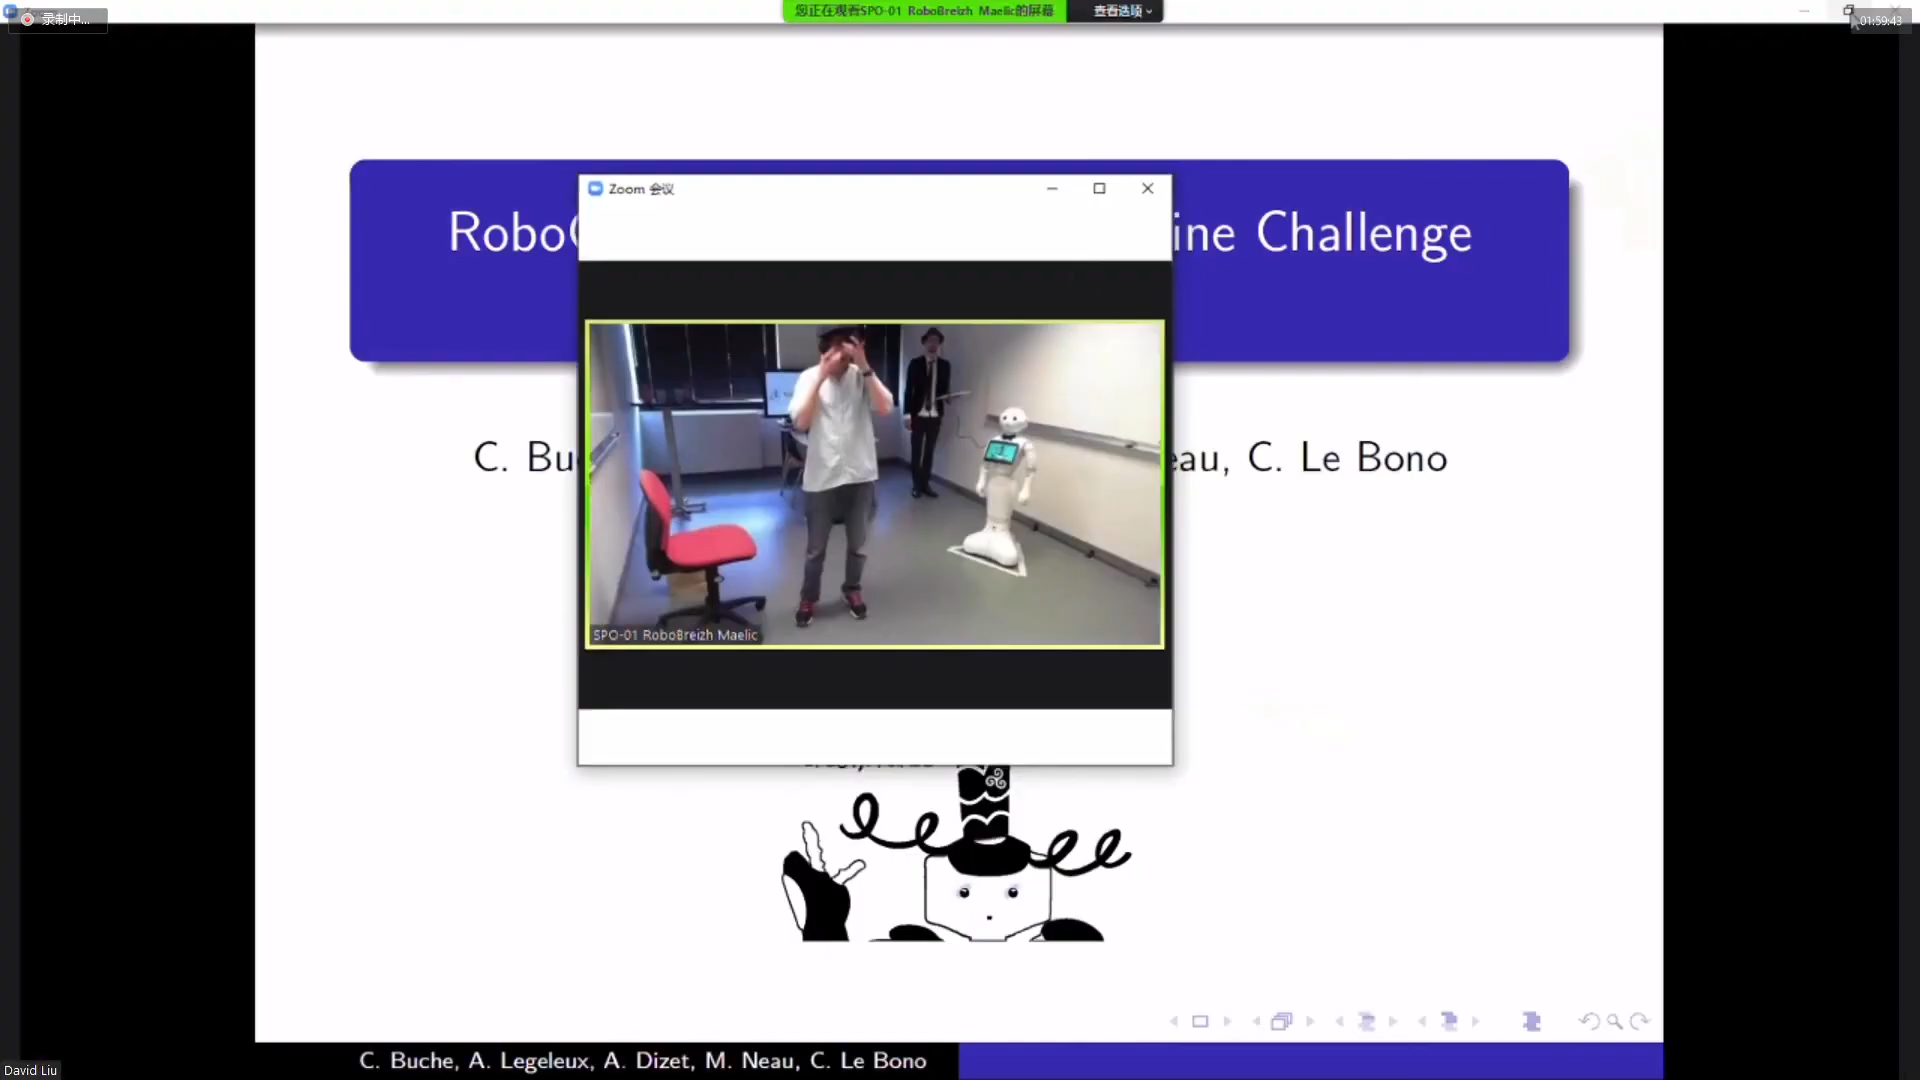 录制中...
您正在观看SPO-01 RoboBreizh Maelic的屏幕
查看选项
01:59:43
Zoom 会议
ine Challenge
C. Bu
eau, C. Le Bono
SPO-01 RoboBreizh Maelic
C. Buche, A. Legeleux, A. Dizet, M. Neau, C. Le Bono
David Liu